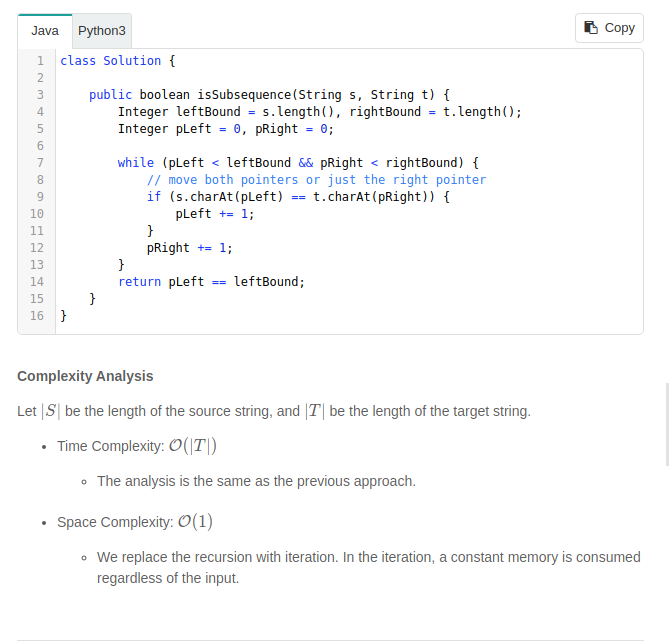 Java Python3 Copy
1 class Solution {
2
3     public boolean isSubsequence(String s, String t) {
4         Integer leftBound = s.length(), rightBound = t.length();
5         Integer pLeft = 0, pRight = 0;
6
7         while (pLeft < leftBound && pRight < rightBound) {
8             // move both pointers or just the right pointer
9             if (s.charAt(pLeft) == t.charAt(pRight)) {
10                 pLeft += 1;
11             }
12             pRight += 1;
13         }
14         return pLeft == leftBound;
15     }
16 }
Complexity Analysis
Let |S| be the length of the source string, and |T| be the length of the target string.
• Time Complexity: O(|T|)
◦ The analysis is the same as the previous approach.
• Space Complexity: O(1)
◦ We replace the recursion with iteration. In the iteration, a constant memory is consumed
regardless of the input.